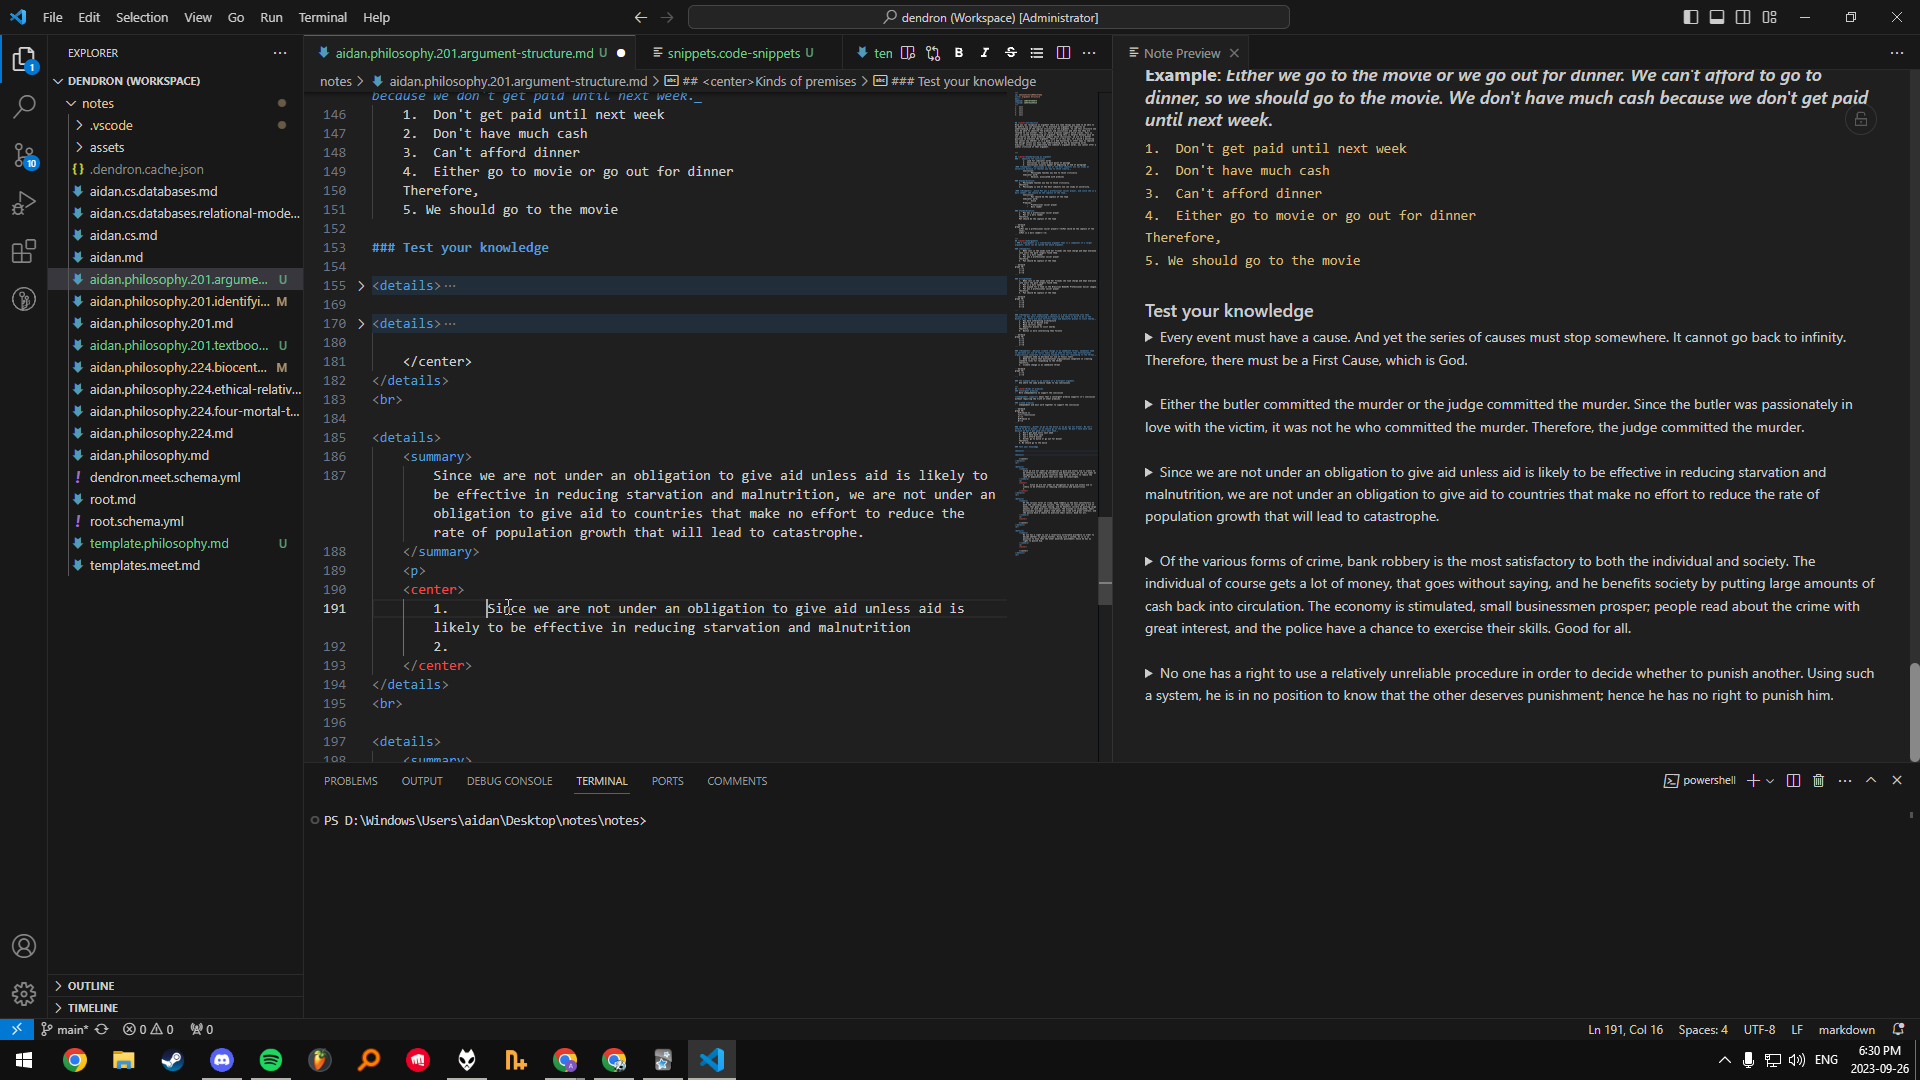 File Edit Selection View Go Run Terminal Help
dendron (Workspace) [Administrator]
EXPLORER
DENDRON (WORKSPACE)
notes
.vscode
assets
.dendron.cache.json
aidan.cs.databases.md
aidan.cs.databases.relational-mode...
aidan.cs.md
aidan.md
aidan.philosophy.201.argume... U
aidan.philosophy.201.identifyi... M
aidan.philosophy.201.md
aidan.philosophy.201.textboo... U
aidan.philosophy.224.biocent... M
aidan.philosophy.224.ethical-relativ...
aidan.philosophy.224.four-mortal-t...
aidan.philosophy.224.md
aidan.philosophy.md
dendron.meet.schema.yml
root.md
root.schema.yml
template.philosophy.md U
templates.meet.md
OUTLINE
TIMELINE
1
10
aidan.philosophy.201.argument-structure.md U
snippets.code-snippets U
ten
notes > aidan.philosophy.201.argument-structure.md > ## <center>Kinds of premises > ### Test your knowledge
because we don't get paid until next week._
146 1. Don't get paid until next week
147 2. Don't have much cash
148 3. Can't afford dinner
149 4. Either go to movie or go out for dinner
150 Therefore,
151 5. We should go to the movie
152
153 ### Test your knowledge
154
155 <details>···
169
170 <details>···
180
181 </center>
182 </details>
183 <br>
184
185 <details>
186 <summary>
187 Since we are not under an obligation to give aid unless aid is likely to
be effective in reducing starvation and malnutrition, we are not under an
obligation to give aid to countries that make no effort to reduce the
rate of population growth that will lead to catastrophe.
188 </summary>
189 <p>
190 <center>
191 1. Since we are not under an obligation to give aid unless aid is
likely to be effective in reducing starvation and malnutrition
192 2.
193 </center>
194 </details>
195 <br>
196
197 <details>
198 <summary>
Note Preview
Example: Either we go to the movie or we go out for dinner. We can't afford to go to
dinner, so we should go to the movie. We don't have much cash because we don't get paid
until next week.
1. Don't get paid until next week
2. Don't have much cash
3. Can't afford dinner
4. Either go to movie or go out for dinner
Therefore,
5. We should go to the movie
Test your knowledge
Every event must have a cause. And yet the series of causes must stop somewhere. It cannot go back to infinity.
Therefore, there must be a First Cause, which is God.
Either the butler committed the murder or the judge committed the murder. Since the butler was passionately in
love with the victim, it was not he who committed the murder. Therefore, the judge committed the murder.
Since we are not under an obligation to give aid unless aid is likely to be effective in reducing starvation and
malnutrition, we are not under an obligation to give aid to countries that make no effort to reduce the rate of
population growth that will lead to catastrophe.
Of the various forms of crime, bank robbery is the most satisfactory to both the individual and society. The
individual of course gets a lot of money, that goes without saying, and he benefits society by putting large amounts of
cash back into circulation. The economy is stimulated, small businessmen prosper; people read about the crime with
great interest, and the police have a chance to exercise their skills. Good for all.
No one has a right to use a relatively unreliable procedure in order to decide whether to punish another. Using such
a system, he is in no position to know that the other deserves punishment; hence he has no right to punish him.
PROBLEMS OUTPUT DEBUG CONSOLE TERMINAL PORTS COMMENTS
powershell
PS D:\Windows\Users\aidan\Desktop\notes\notes>
main* 0 0 0
Ln 191, Col 16 Spaces: 4 UTF-8 LF markdown
ENG
6:30 PM
2023-09-26